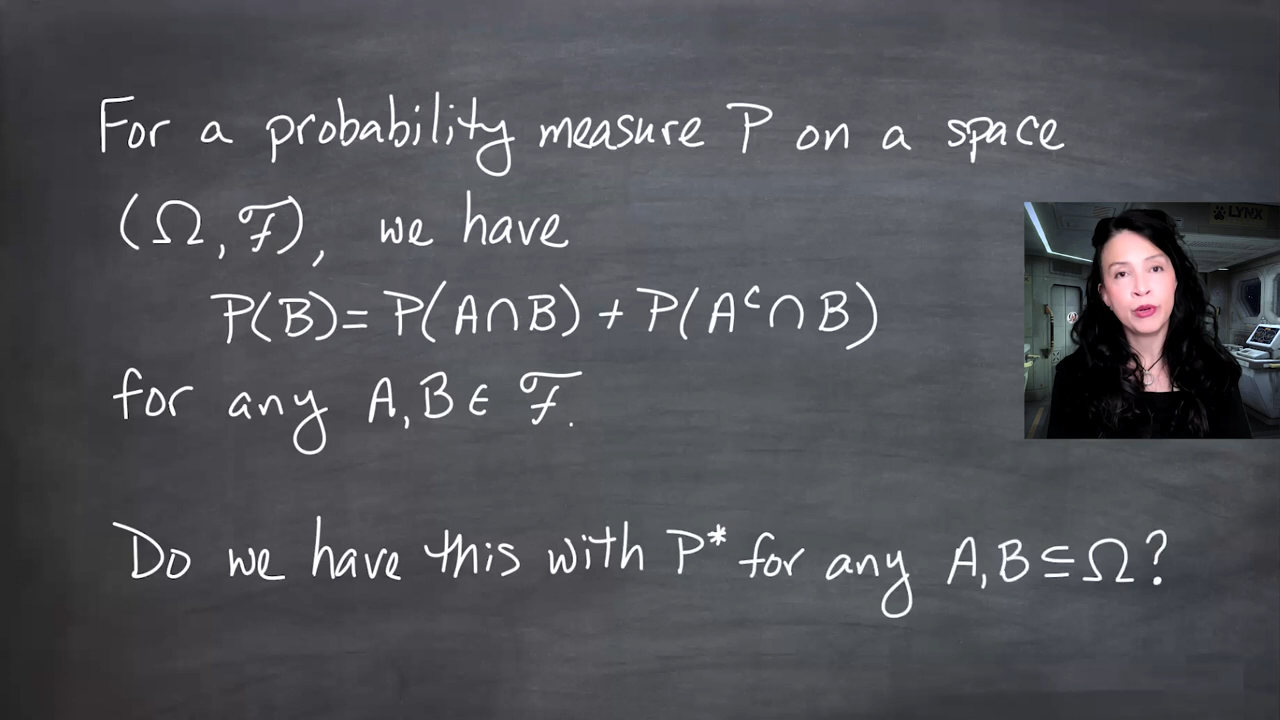 For a probability measure P on a space
(Ω, ℱ), we have
P(B) = P(A∩B) + P(Aᶜ∩B)
for any A, B ∈ ℱ.
Do we have this with P* for any A, B ⊆ Ω?
LYNX